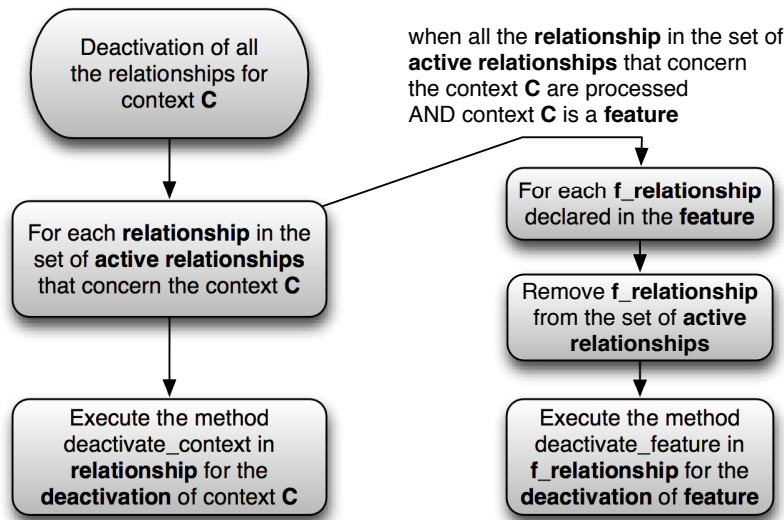 Deactivation of all
the relationships for
context C
when all the relationship in the set of
active relationships that concern
the context C are processed
AND context C is a feature
For each relationship in the
set of active relationships
that concern the context C
For each f_relationship
declared in the feature
Remove f_relationship
from the set of active
relationships
Execute the method
deactivate_context in
relationship for the
deactivation of context C
Execute the method
deactivate_feature in
f_relationship for the
deactivation of feature